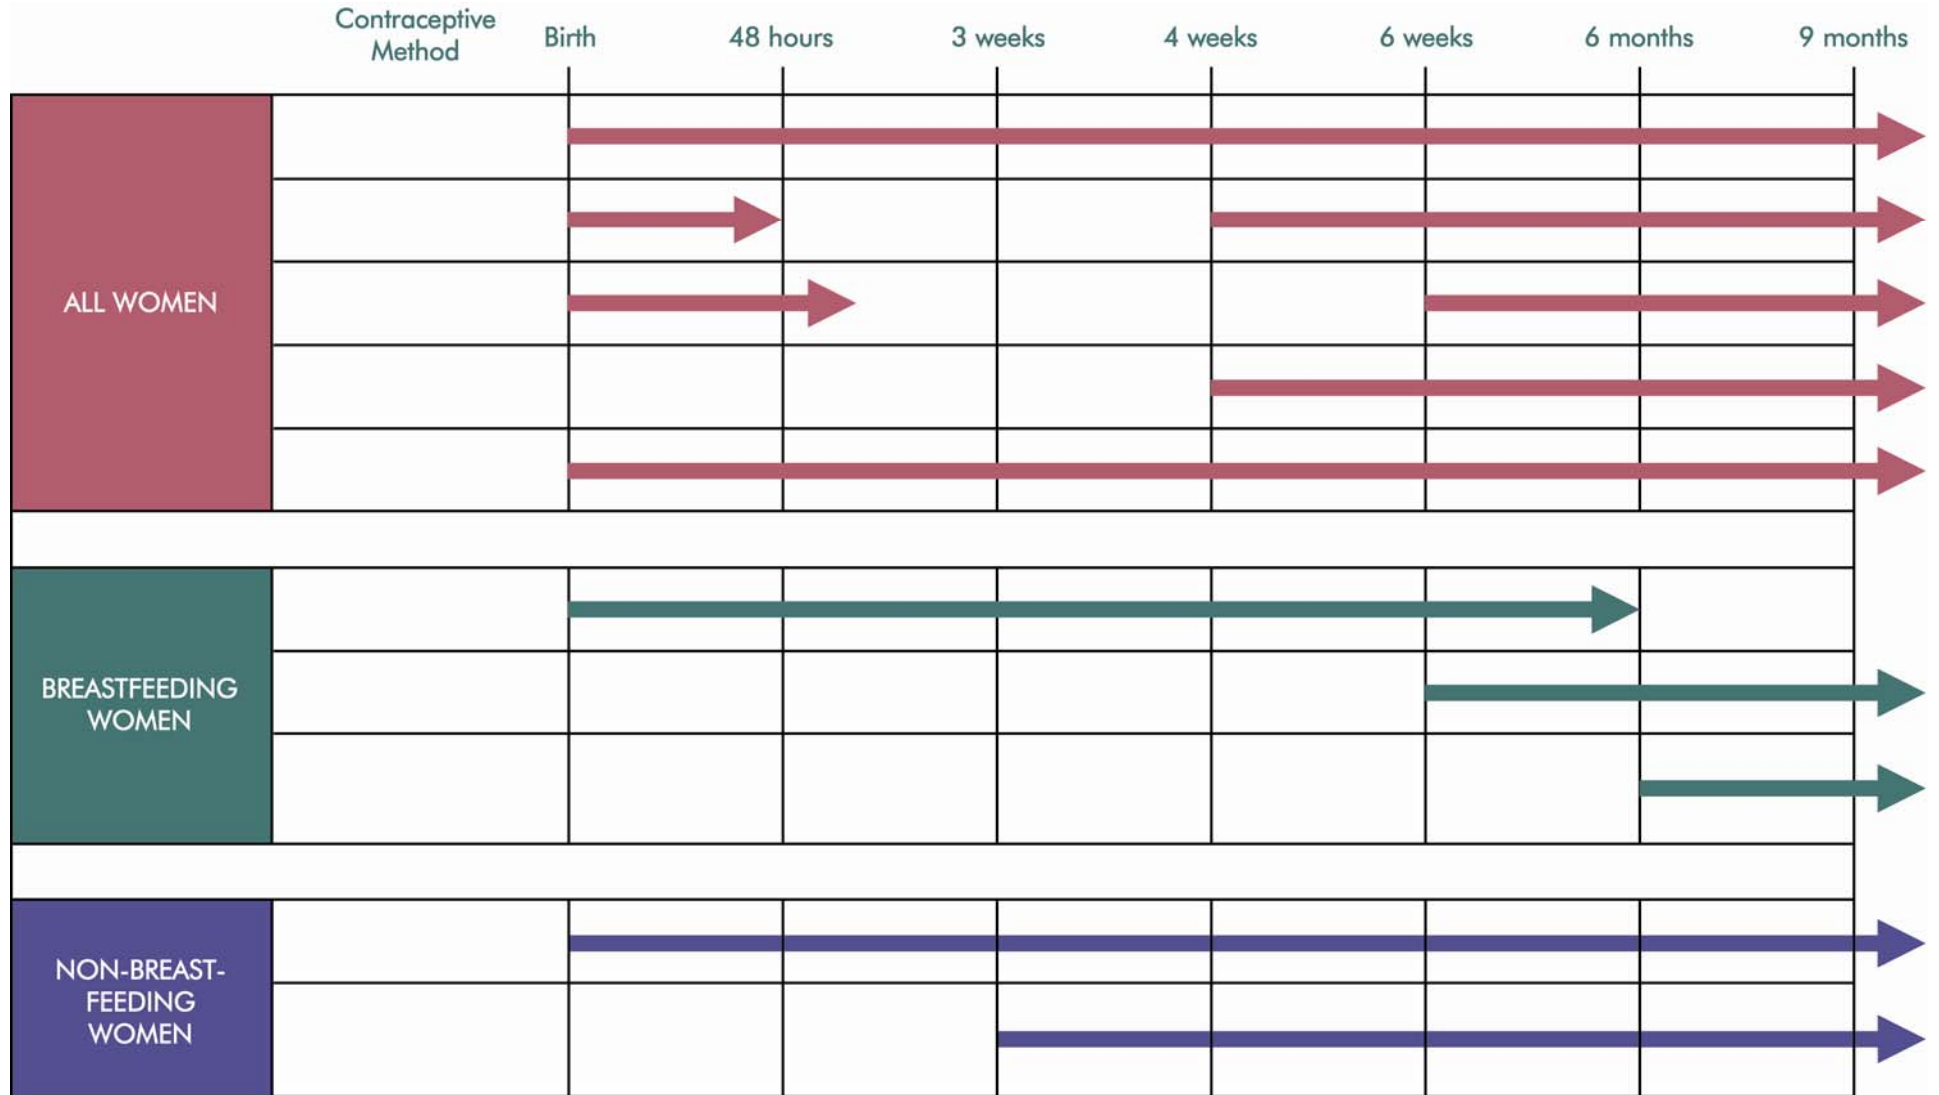 Contraceptive
Method
Birth
48 hours
3 weeks
4 weeks
6 weeks
6 months
9 months
ALL WOMEN
BREASTFEEDING
WOMEN
NON-BREAST-
FEEDING
WOMEN